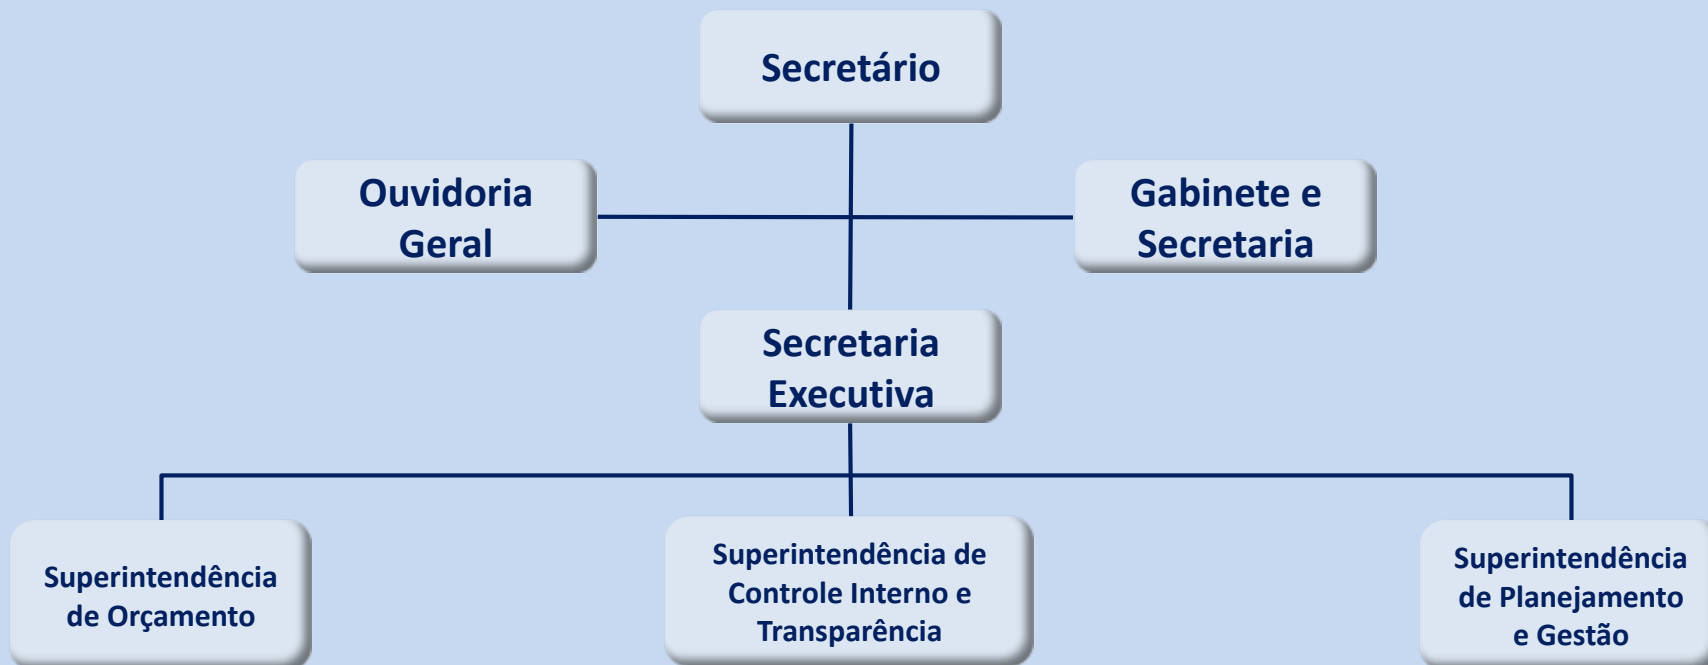 Secretário
Ouvidoria
Geral
Gabinete e
Secretaria
Secretaria
Executiva
Superintendência
de Orçamento
Superintendência de
Controle Interno e
Transparência
Superintendência
de Planejamento
e Gestão